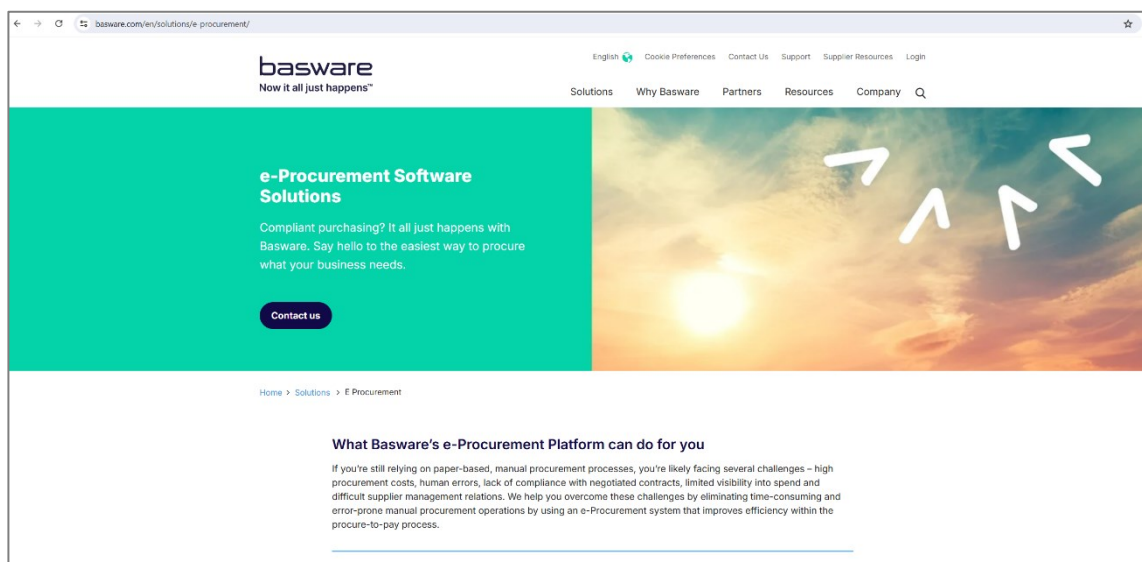 basware.com/en/solutions/e-procurement/
basware
Now it all just happens™
English Cookie Preferences Contact Us Support Supplier Resources Login
Solutions Why Basware Partners Resources Company
e-Procurement Software
Solutions
Compliant purchasing? It all just happens with
Basware. Say hello to the easiest way to procure
what your business needs.
Contact us
Home > Solutions > E Procurement
What Basware's e-Procurement Platform can do for you
If you're still relying on paper-based, manual procurement processes, you're likely facing several challenges – high
procurement costs, human errors, lack of compliance with negotiated contracts, limited visibility into spend and
difficult supplier management relations. We help you overcome these challenges by eliminating time-consuming and
error-prone manual procurement operations by using an e-Procurement system that improves efficiency within the
procure-to-pay process.